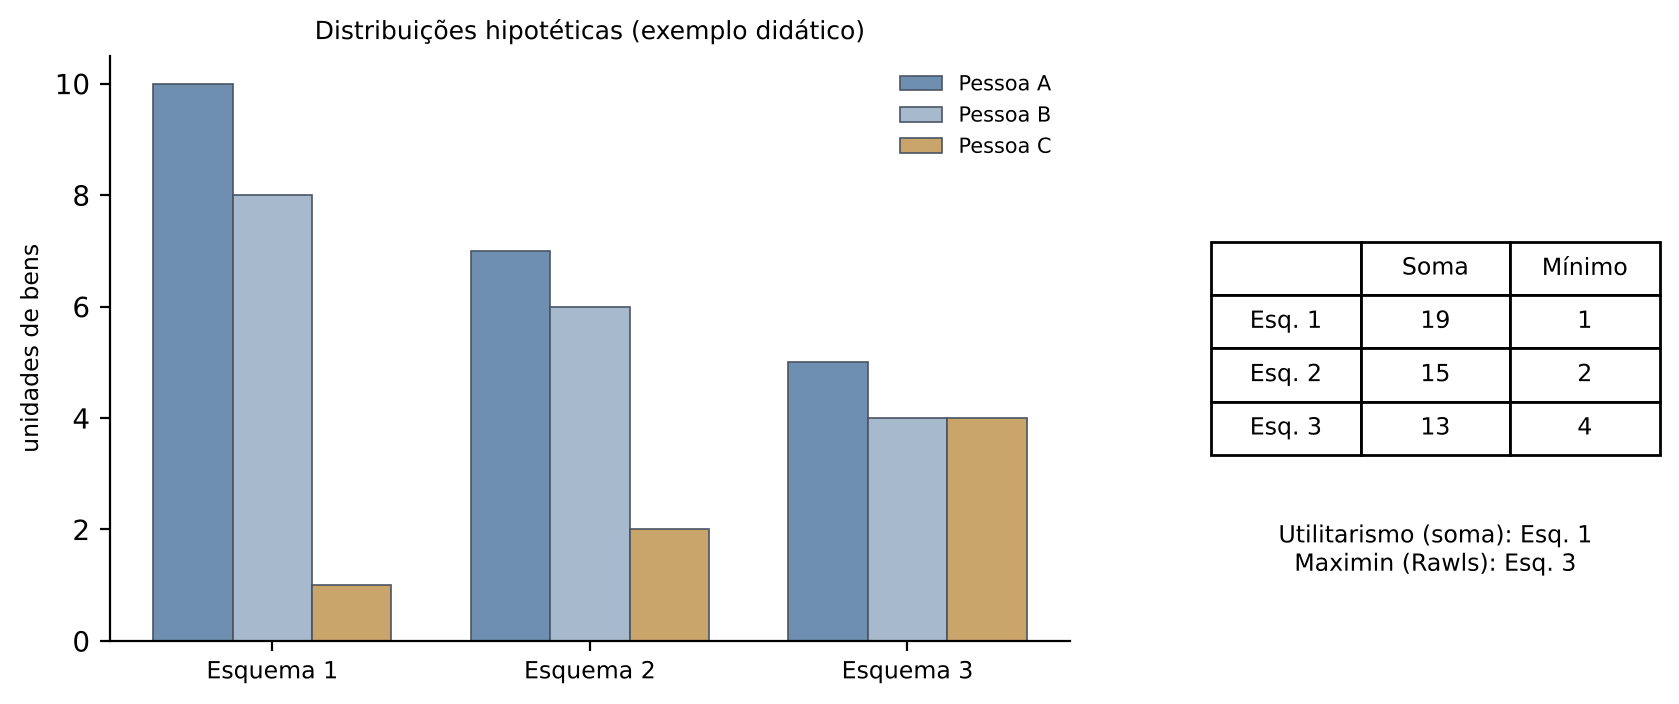 Distribuições hipotéticas (exemplo didático)
unidades de bens
10
8
6
4
2
0
Pessoa A
Pessoa B
Pessoa C
Esquema 1 Esquema 2 Esquema 3
Soma Mínimo
Esq. 1 19 1
Esq. 2 15 2
Esq. 3 13 4
Utilitarismo (soma): Esq. 1
Maximin (Rawls): Esq. 3